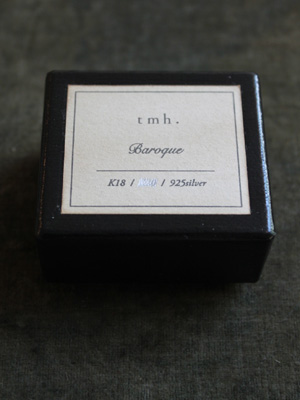 tmh.
Baroque
K18 / / 925silver